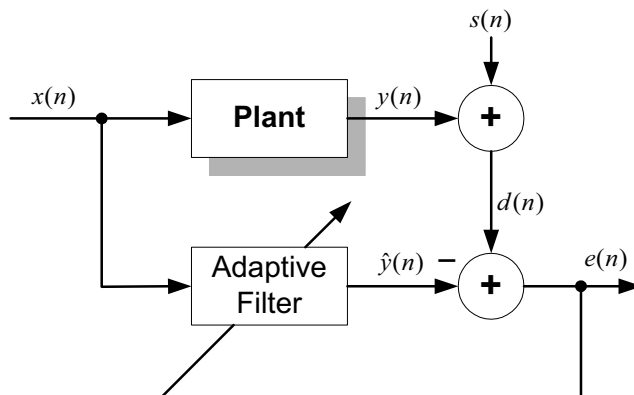 s(n)
x(n)
Plant
y(n)
+
d(n)
Adaptive
Filter
ŷ(n)
−
+
e(n)